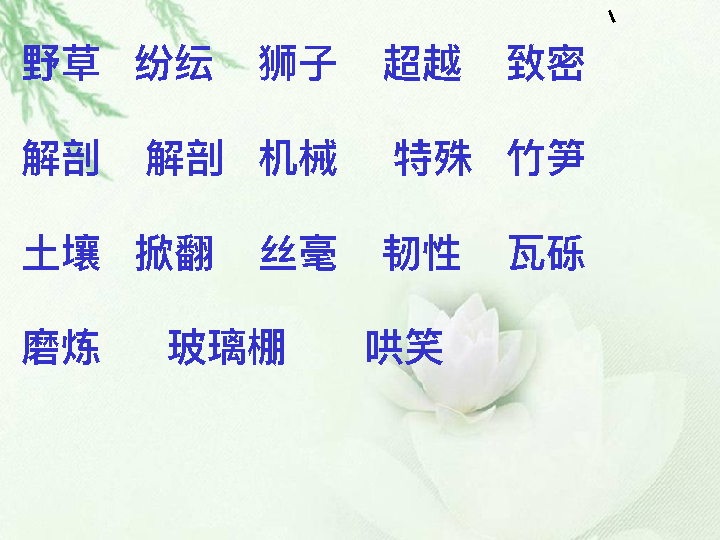 野草 纷纭 狮子 超越 致密
解剖 解剖 机械 特殊 竹笋
土壤 掀翻 丝毫 韧性 瓦砾
磨炼 玻璃棚 哄笑